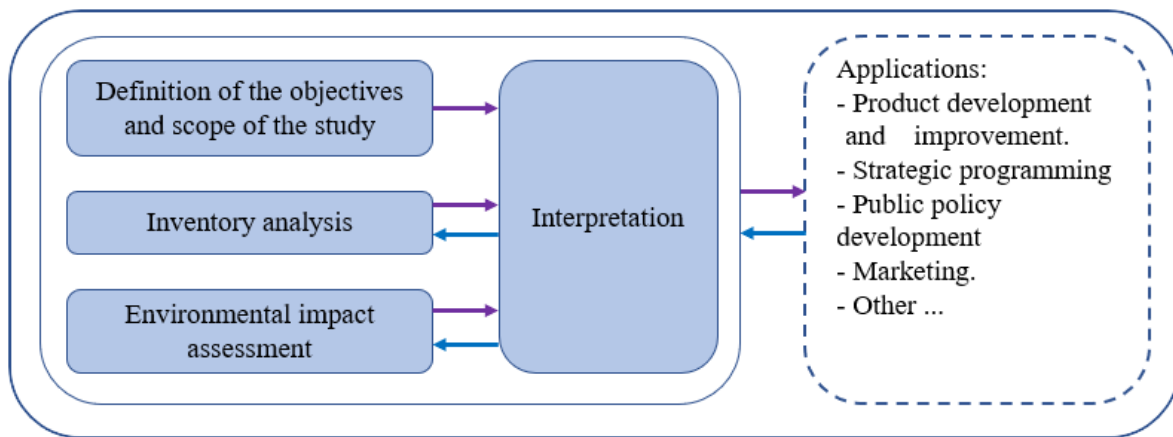 Definition of the objectives
and scope of the study
Inventory analysis
Environmental impact
assessment
Interpretation
Applications:
- Product development
and improvement.
- Strategic programming
- Public policy
development
- Marketing.
- Other ...